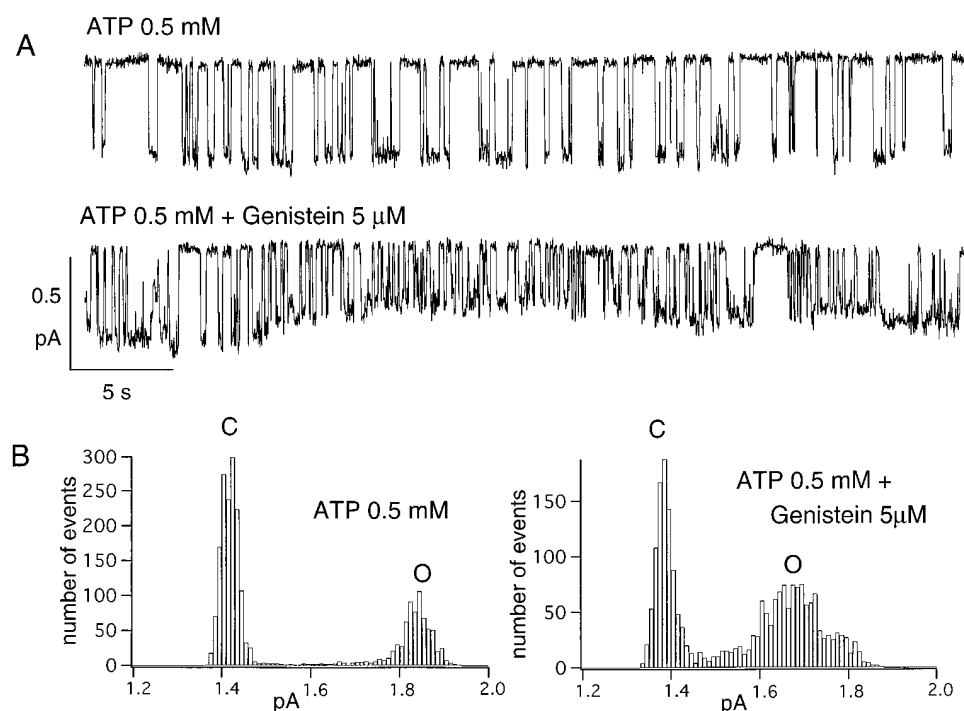 A
ATP 0.5 mM
ATP 0.5 mM + Genistein 5 μM
0.5
pA
5 s
B
C
number of events
300
250
200
150
100
50
0
ATP 0.5 mM
O
1.2
1.4
1.6
1.8
2.0
pA
C
number of events
150
100
50
0
ATP 0.5 mM +
Genistein 5μM
O
1.2
1.4
1.6
1.8
2.0
pA